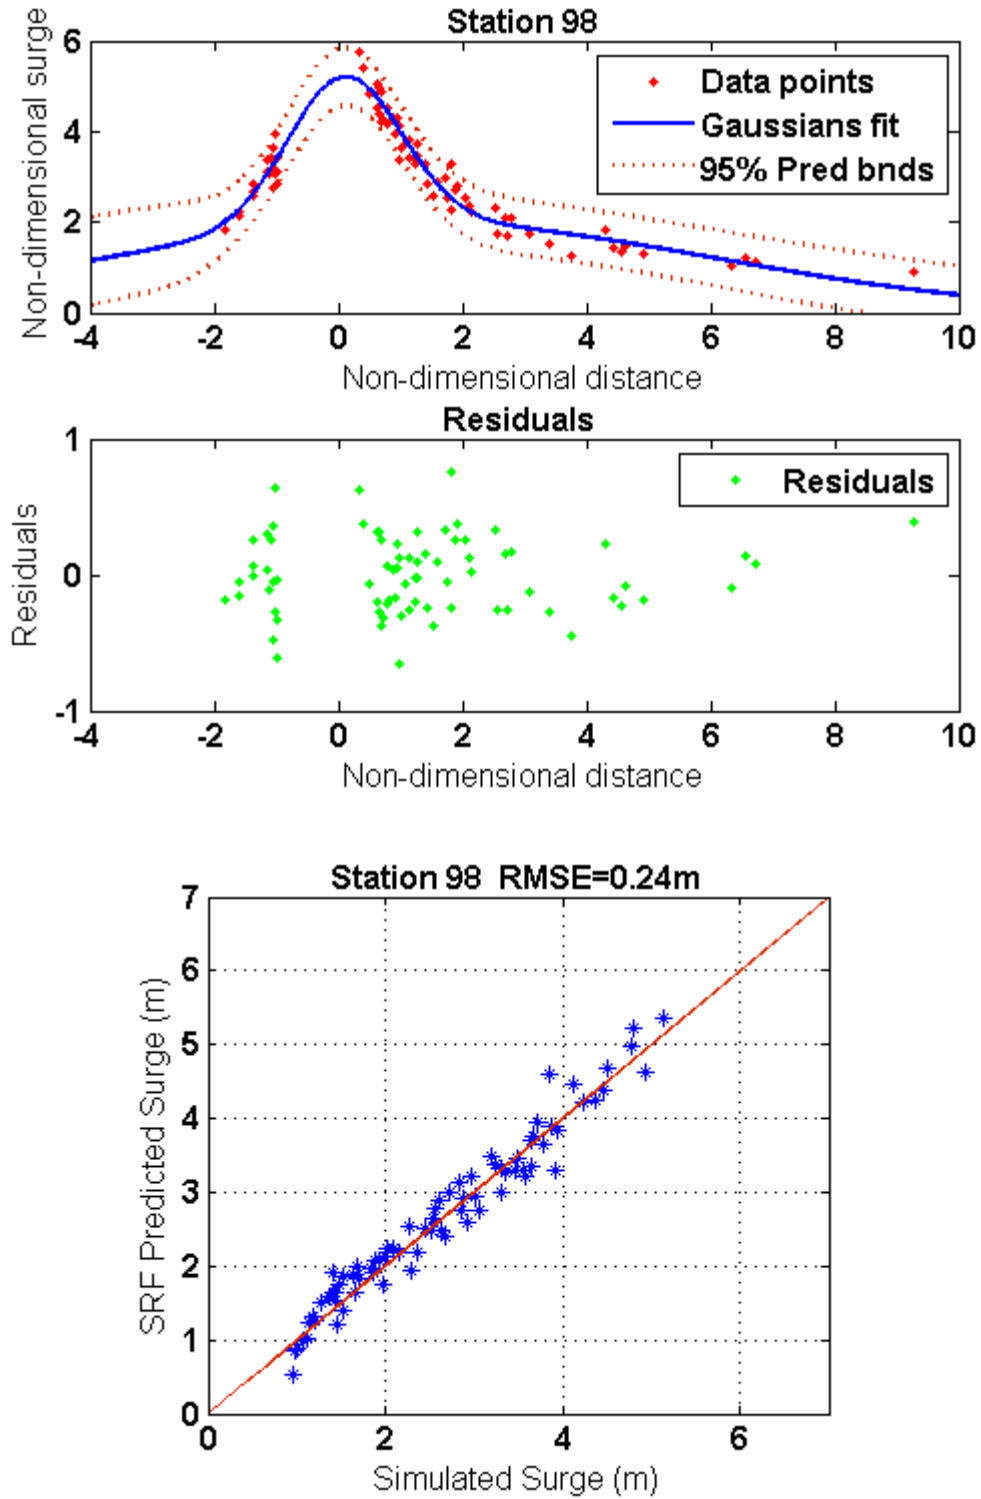 Station 98
Non-dimensional surge
6
4
2
0
Data points
Gaussians fit
95% Pred bnds
-4 -2 0 2 4 6 8 10
Non-dimensional distance
Residuals
Residuals
1
0
-1
Residuals
-4 -2 0 2 4 6 8 10
Non-dimensional distance
Station 98 RMSE=0.24m
SRF Predicted Surge (m)
7
6
5
4
3
2
1
0
0 2 4 6
Simulated Surge (m)